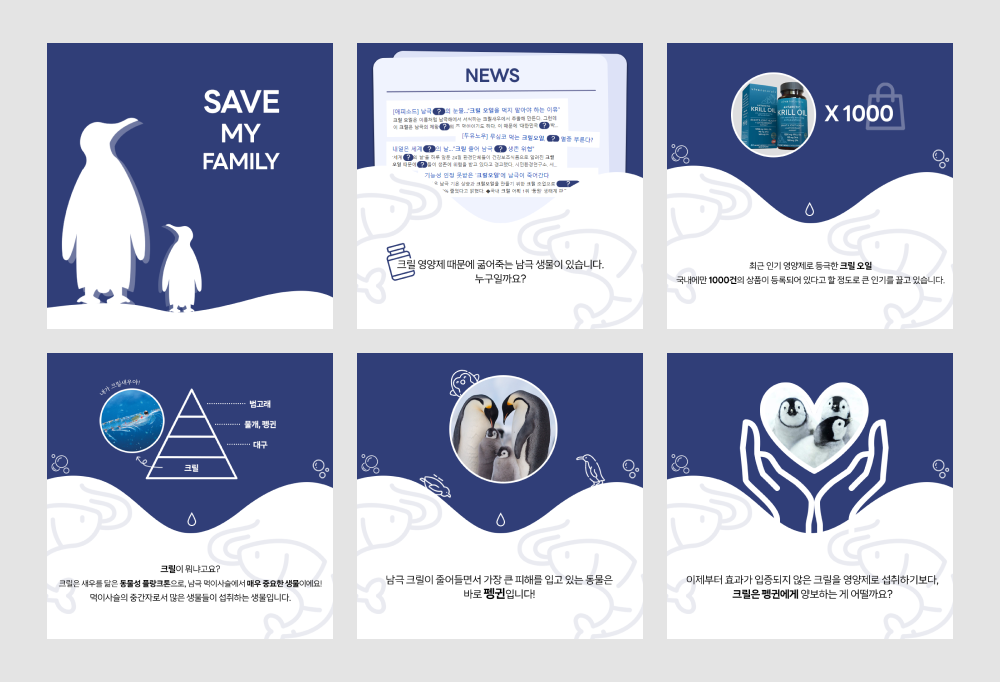 SAVE
MY
FAMILY
NEWS
[애피소드] 남극 ? 의 눈물.."크릴 오일을 먹지 말아야 하는 이유"
[두유노우] 무심코 먹는 크릴오일, ? 멸종 부른다?
내일은 세계 ? 의 날..."크릴 줄어 남극 ? 생존 위협"
기능성 인정 못받은 '크릴오일'에 남극이 죽어간다
크릴 영양제 때문에 굶어죽는 남극 생물이 있습니다.
누구일까요?
KRILL OIL
KRILL OIL
X 1000
최근 인기 영양제로 등극한 크릴 오일
국내에만 1000건의 상품이 등록되어 있다고 할 정도로 큰 인기를 끌고 있습니다.
내가 크릴새우야!
범고래
물개, 펭귄
대구
크릴
크릴이 뭐냐고요?
크릴은 새우를 닮은 동물성 플랑크톤으로, 남극 먹이사슬에서 매우 중요한 생물이에요!
먹이사슬의 중간자로서 많은 생물들이 섭취하는 생물입니다.
남극 크릴이 줄어들면서 가장 큰 피해를 입고 있는 동물은
바로 펭귄입니다!
이제부터 효과가 입증되지 않은 크릴을 영양제로 섭취하기보다,
크릴은 펭귄에게 양보하는 게 어떨까요?